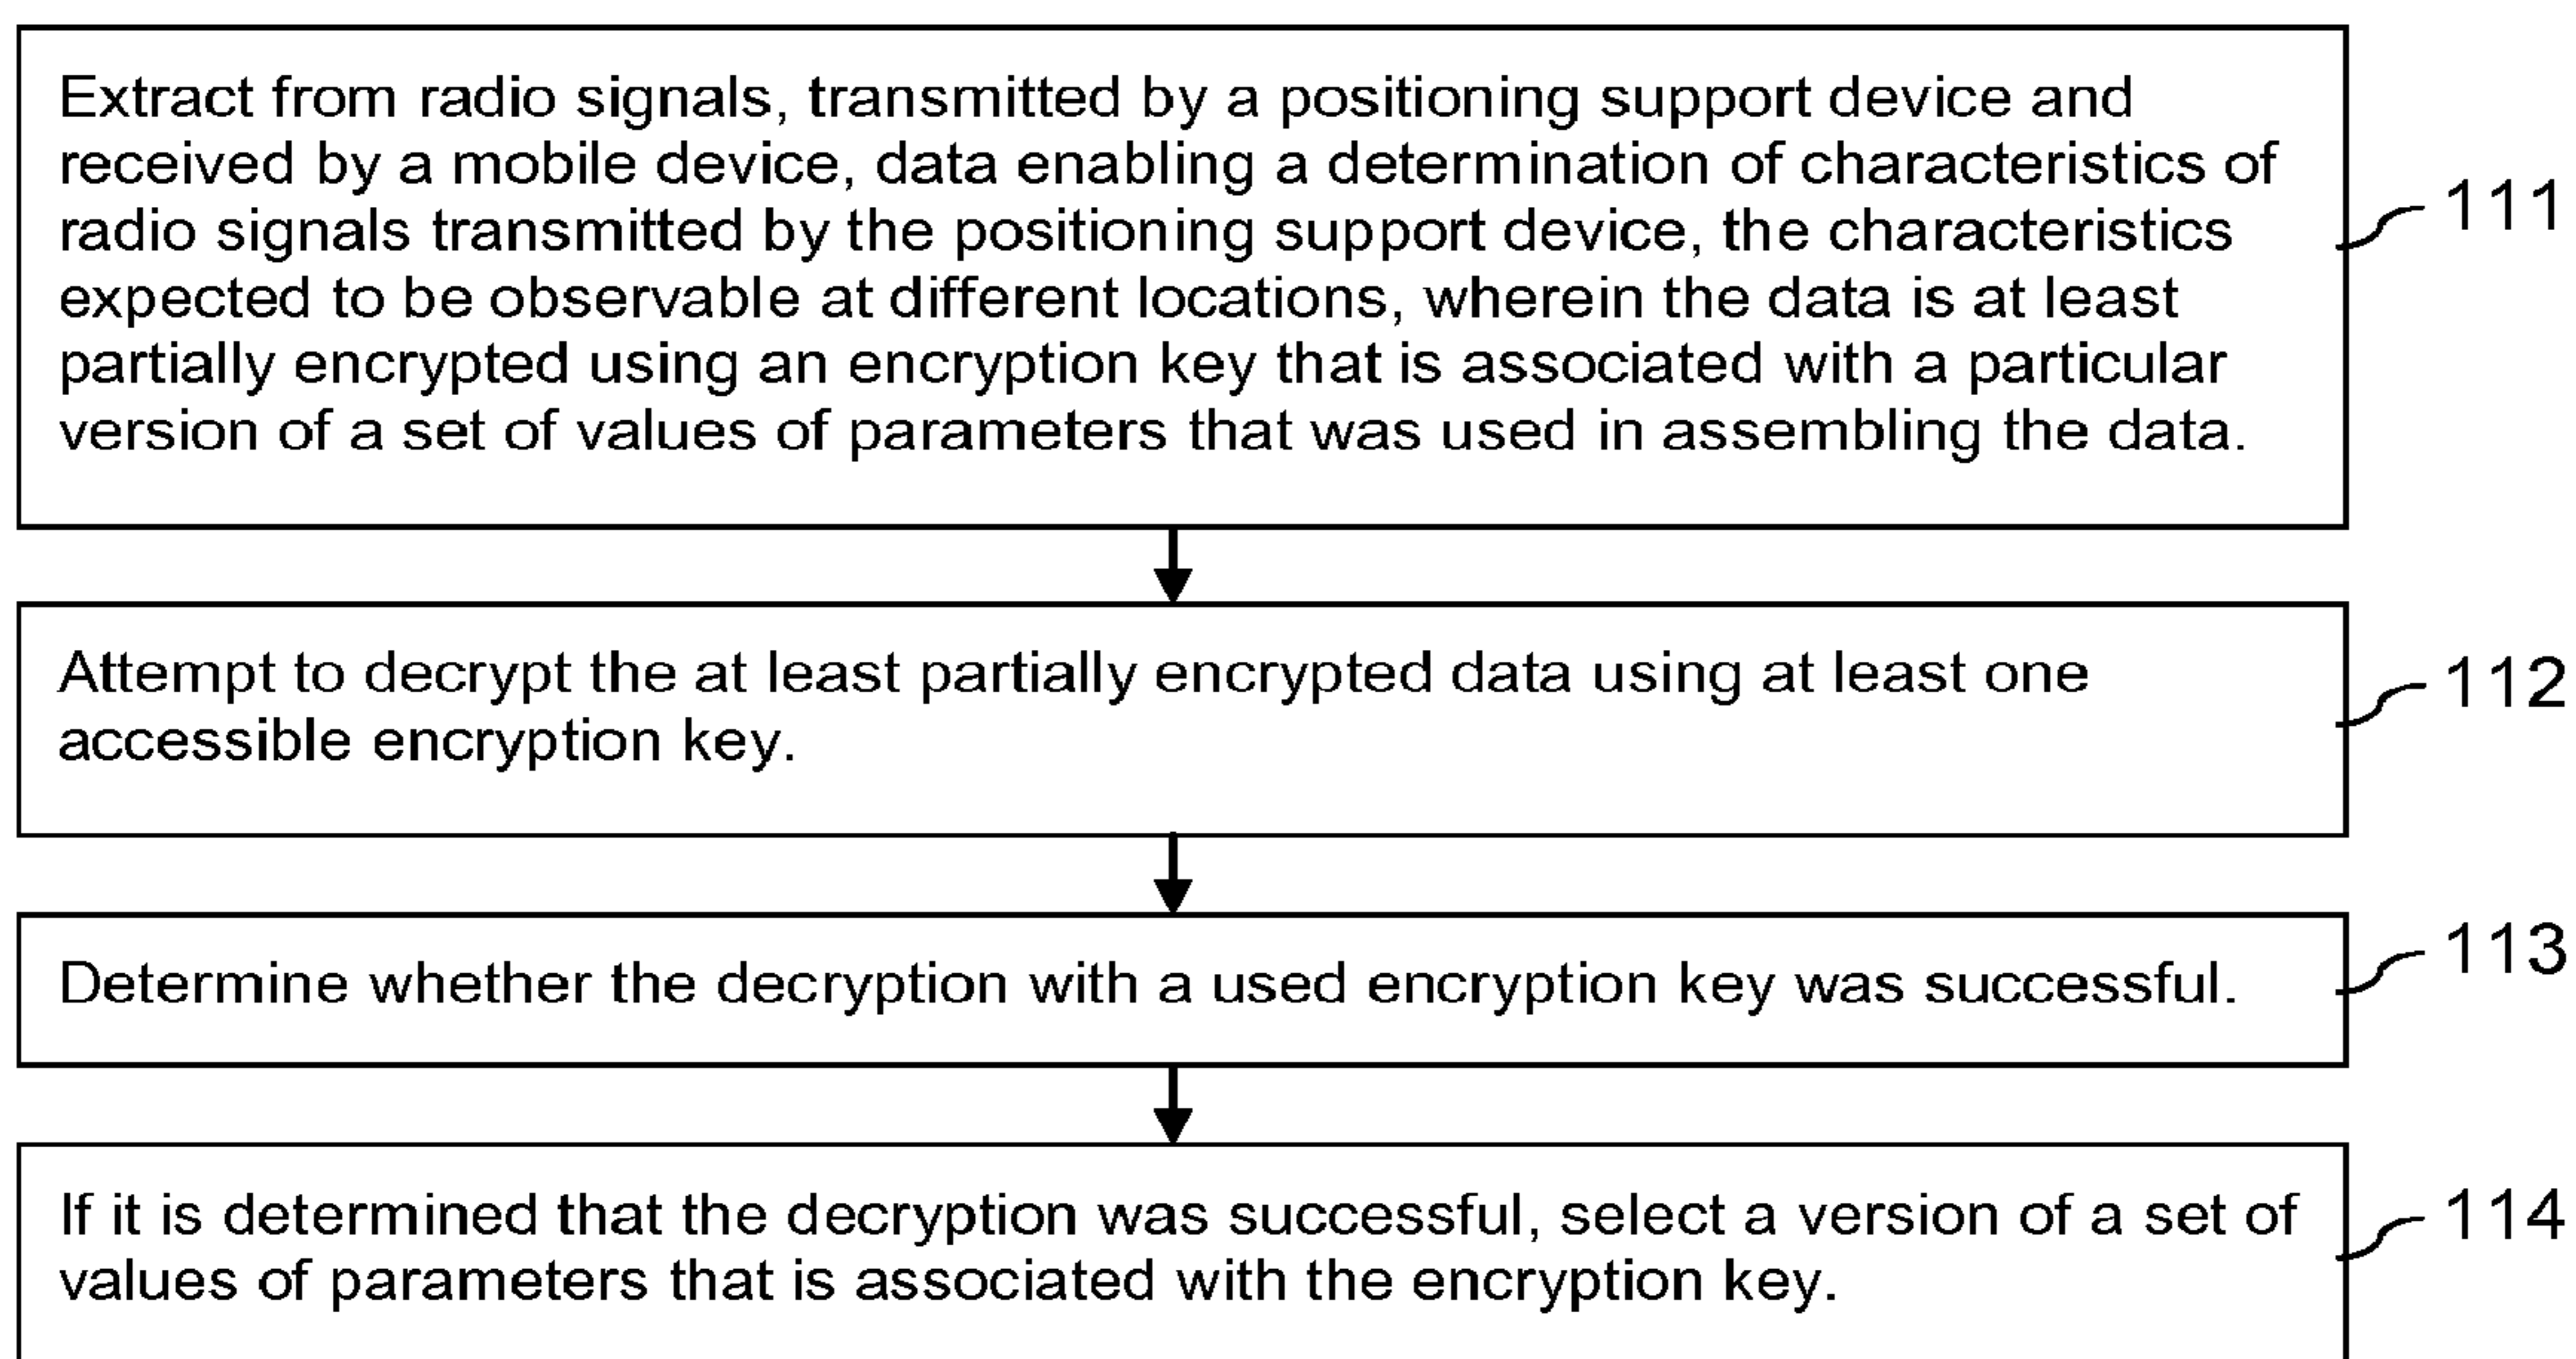 Extract from radio signals, transmitted by a positioning support device and
received by a mobile device, data enabling a determination of characteristics of
radio signals transmitted by the positioning support device, the characteristics
expected to be observable at different locations, wherein the data is at least
partially encrypted using an encryption key that is associated with a particular
version of a set of values of parameters that was used in assembling the data.
111
Attempt to decrypt the at least partially encrypted data using at least one
accessible encryption key.
112
Determine whether the decryption with a used encryption key was successful.
113
If it is determined that the decryption was successful, select a version of a set of
values of parameters that is associated with the encryption key.
114